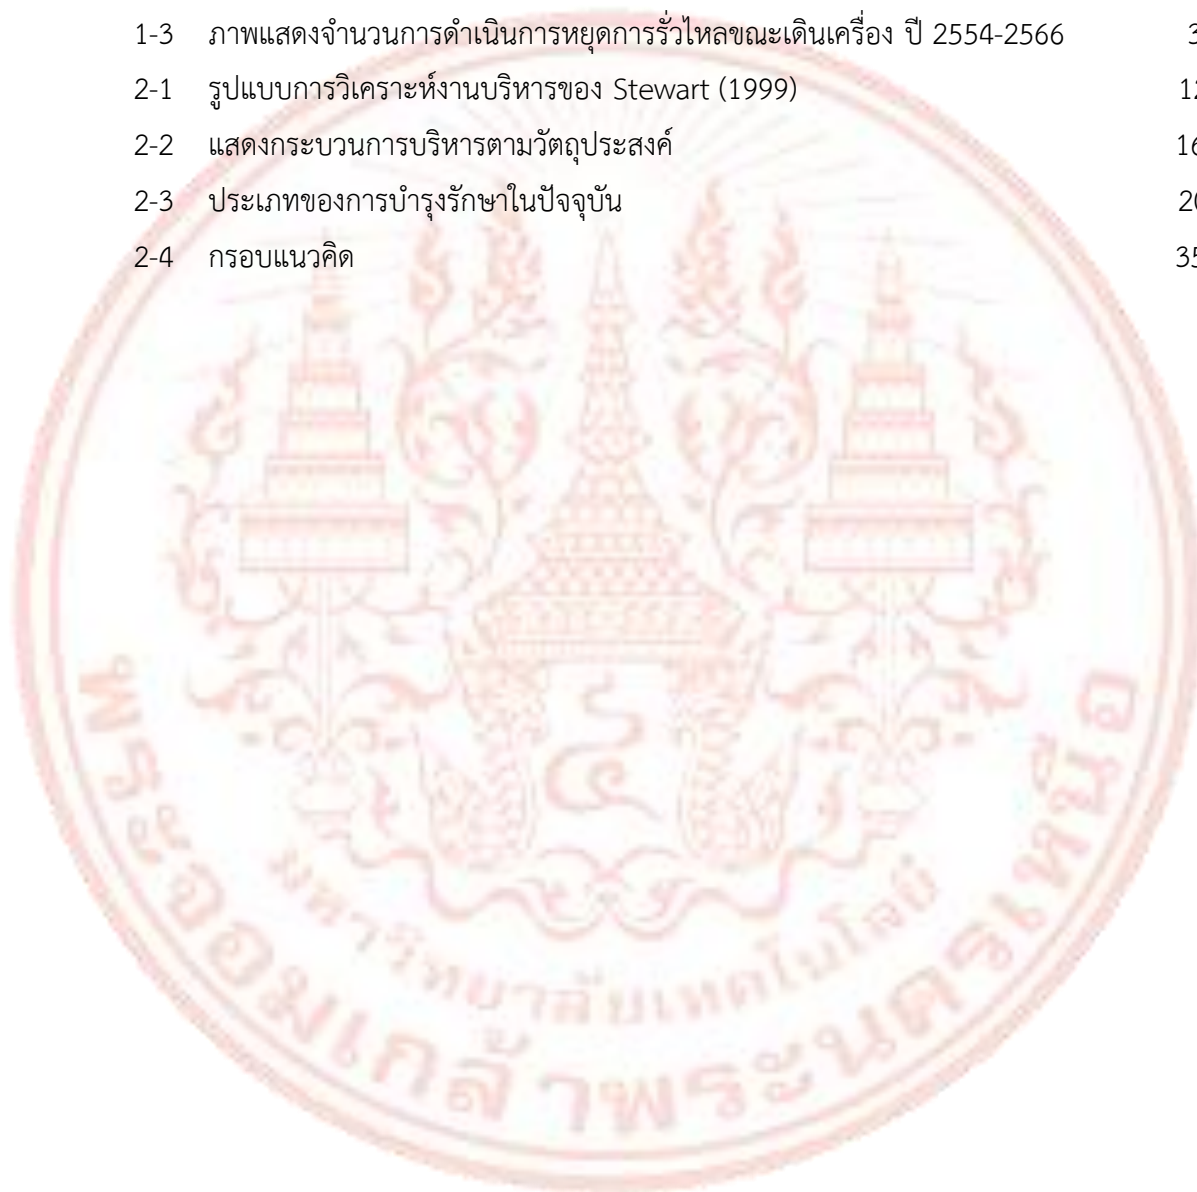 1-3 ภาพแสดงจำนวนการดำเนินการหยุดการรั่วไหลขณะเดินเครื่อง ปี 2554-2566 3
2-1 รูปแบบการวิเคราะห์งานบริหารของ Stewart (1999) 12
2-2 แสดงกระบวนการบริหารตามวัตถุประสงค์ 16
2-3 ประเภทของการบำรุงรักษาในปัจจุบัน 20
2-4 กรอบแนวคิด 35
มหาวิทยาลัยเทคโนโลยี
พระจอมเกล้าพระนครเหนือ